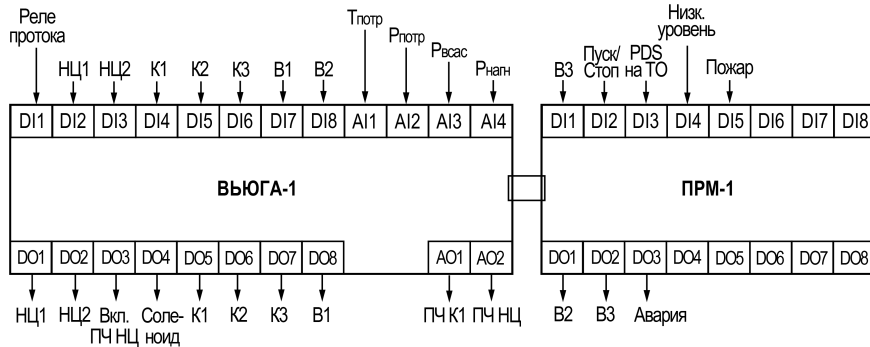 Реле протока
НЦ1 НЦ2 К1 К2 К3 В1 В2
Tпотр
Pпотр
Pвсас
Pнагн
В3
Пуск/
Стоп
PDS
на ТО
Низк.
уровень
Пожар
DI1 DI2 DI3 DI4 DI5 DI6 DI7 DI8 AI1 AI2 AI3 AI4
DI1 DI2 DI3 DI4 DI5 DI6 DI7 DI8
ВЬЮГА-1
ПРМ-1
DO1 DO2 DO3 DO4 DO5 DO6 DO7 DO8 AO1 AO2
DO1 DO2 DO3 DO4 DO5 DO6 DO7 DO8
НЦ1 НЦ2
Вкл.
ПЧ НЦ
Соле-
ноид
К1 К2 К3 В1
ПЧ К1 ПЧ НЦ
В2 В3 Авария